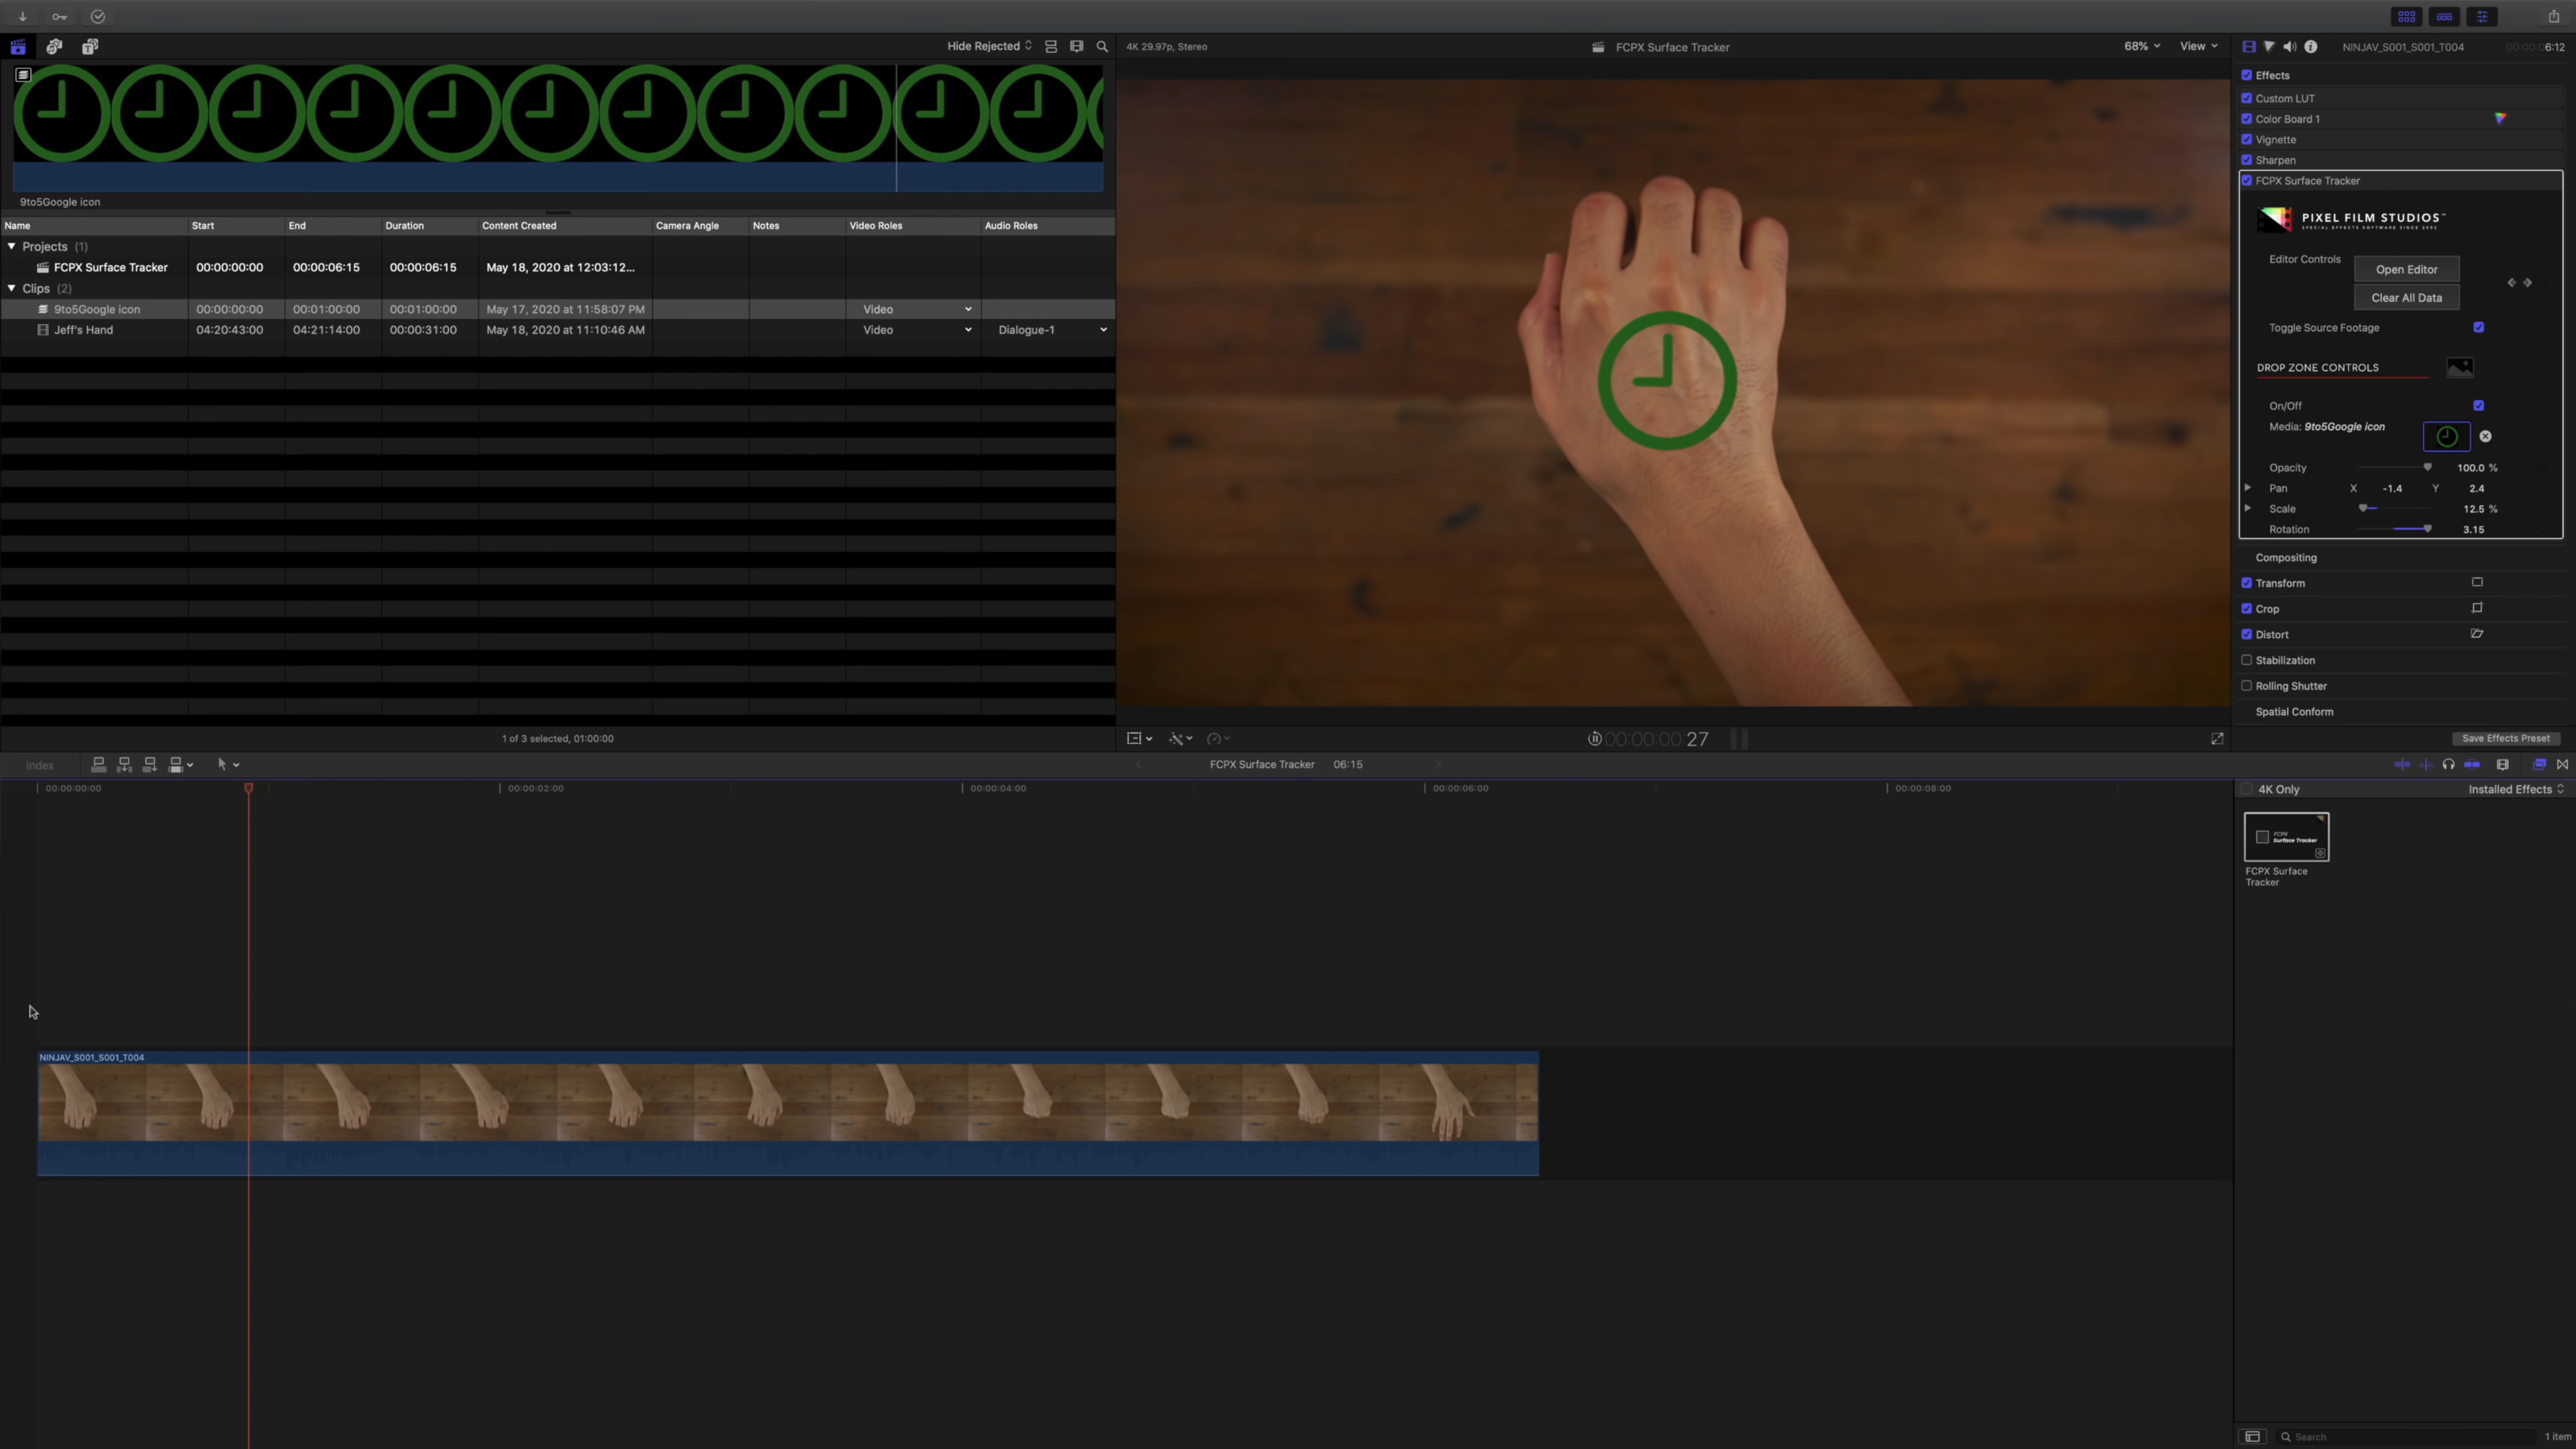 Hide Rejected
4K 29.97p, Stereo
FCPX Surface Tracker
68%
View
NINJAV_S001_S001_T004
00:00:06:12
9to5Google icon
Name Start End Duration Content Created Camera Angle Notes Video Roles Audio Roles
Projects (1)
FCPX Surface Tracker 00:00:00:00 00:00:06:15 00:00:06:15 May 18, 2020 at 12:03:12...
Clips (2)
9to5Google icon 00:00:00:00 00:01:00:00 00:01:00:00 May 17, 2020 at 11:58:07 PM Video
Jeff's Hand 04:20:43:00 04:21:14:00 00:00:31:00 May 18, 2020 at 11:10:46 AM Video Dialogue-1
1 of 3 selected, 01:00:00
00:00:00:27
Effects
Custom LUT
Color Board 1
Vignette
Sharpen
FCPX Surface Tracker
PIXEL FILM STUDIOS™
SPECIAL EFFECTS SOFTWARE SINCE 2005
Editor Controls
Open Editor
Clear All Data
Toggle Source Footage
DROP ZONE CONTROLS
On/Off
Media: 9to5Google icon
Opacity 100.0 %
Pan X -1.4 Y 2.4
Scale 12.5 %
Rotation 3.15
Compositing
Transform
Crop
Distort
Stabilization
Rolling Shutter
Spatial Conform
Save Effects Preset
Index
FCPX Surface Tracker 06:15
00:00:00:00 00:00:02:00 00:00:04:00 00:00:06:00 00:00:08:00
NINJAV_S001_S001_T004
4K Only
Installed Effects
FCPX
Surface Tracker
FCPX Surface
Tracker
Search
1 item